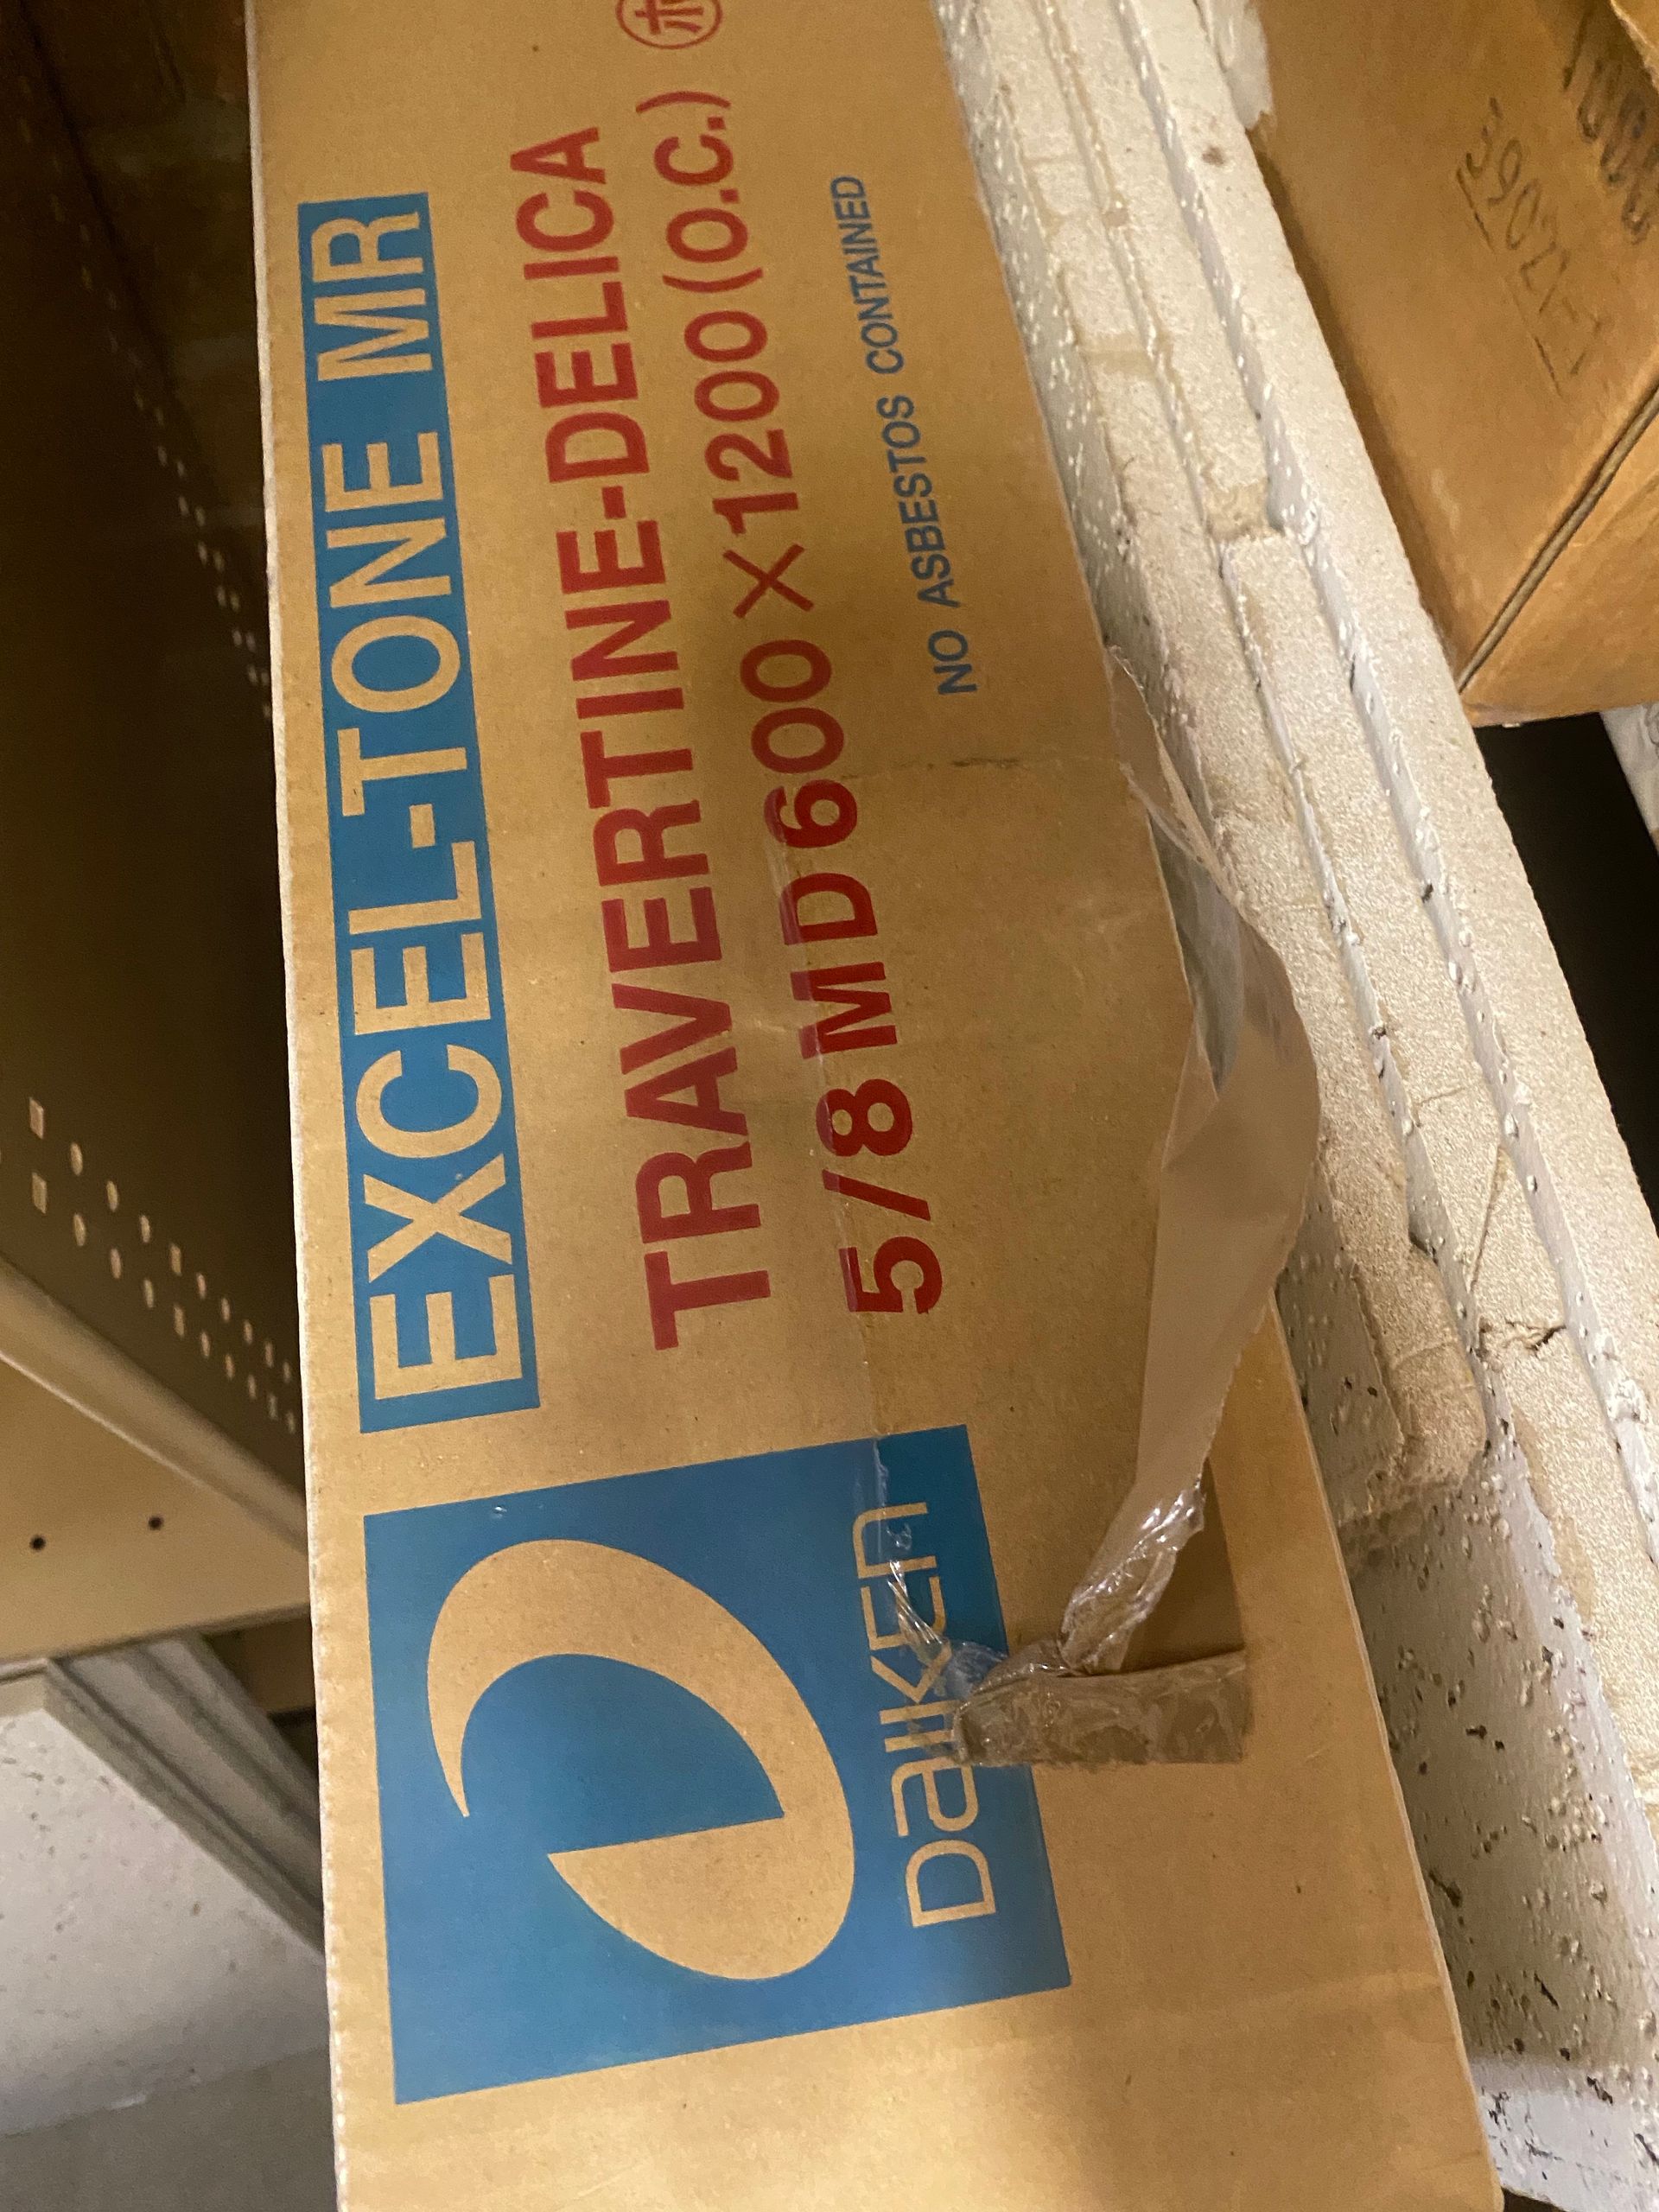 EXCEL-TONE MR
TRAVERTINE-DELICA
5/8 MD 600×1200 (O.C.)
NO ASBESTOS CONTAINED
Daiken